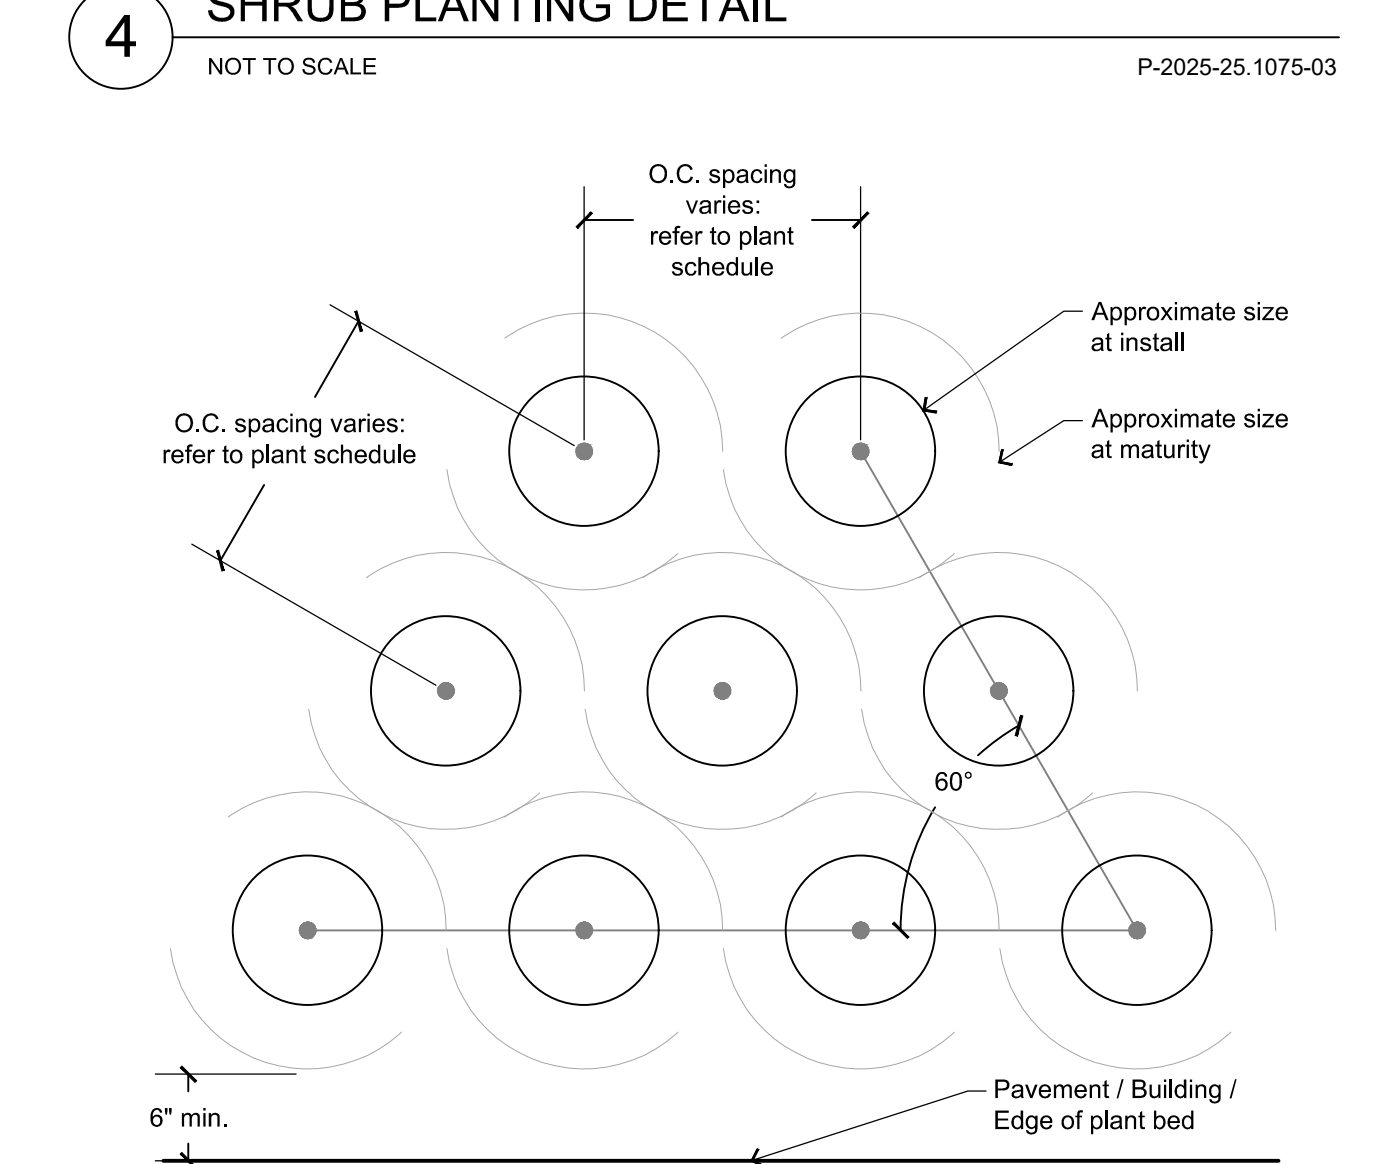 4
SHRUB PLANTING DETAIL
NOT TO SCALE
P-2025-25.1075-03
O.C. spacing
varies:
refer to plant
schedule
Approximate size
at install
O.C. spacing varies:
refer to plant schedule
Approximate size
at maturity
60°
6" min.
Pavement / Building /
Edge of plant bed